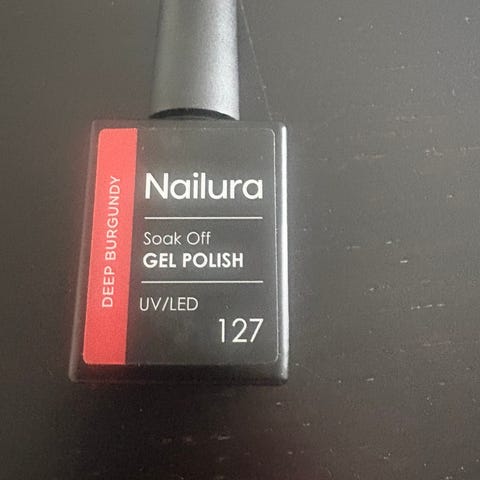 Nailura
Soak Off
GEL POLISH
UV/LED
127
DEEP BURGUNDY